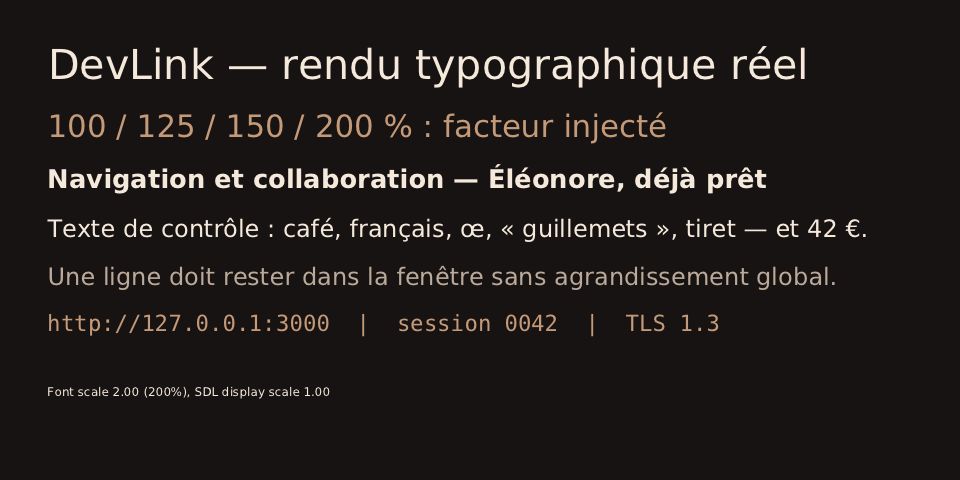 DevLink — rendu typographique réel
100 / 125 / 150 / 200 % : facteur injecté
Navigation et collaboration — Éléonore, déjà prêt
Texte de contrôle : café, français, œ, « guillemets », tiret — et 42 €.
Une ligne doit rester dans la fenêtre sans agrandissement global.
http://127.0.0.1:3000  |  session 0042  |  TLS 1.3
Font scale 2.00 (200%), SDL display scale 1.00